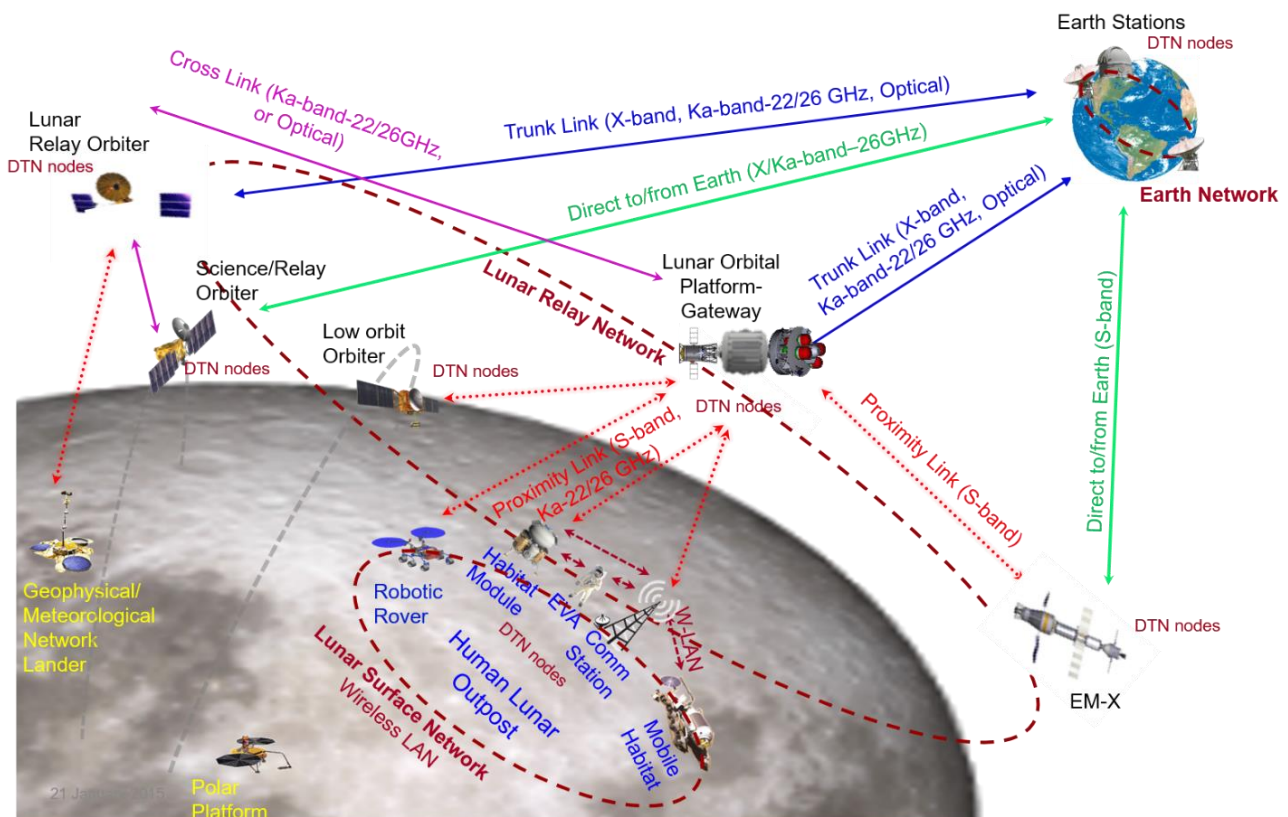 Earth Stations
DTN nodes
Earth Network
Cross Link (Ka-band-22/26GHz,
or Optical)
Trunk Link (X-band, Ka-band-22/26 GHz, Optical)
Direct to/from Earth (X/Ka-band–26GHz)
Lunar
Relay Orbiter
DTN nodes
Trunk Link (X-band,
Ka-band-22/26 GHz, Optical)
Science/Relay
Orbiter
DTN nodes
Lunar Relay Network
Lunar Orbital
Platform-
Gateway
DTN nodes
Low orbit
Orbiter
DTN nodes
Proximity Link (S-band,
Ka-22/26 GHz)
Proximity Link (S-band)
Direct to/from Earth (S-band)
DTN nodes
EM-X
Geophysical/
Meteorological
Network
Lander
Robotic
Rover
Habitat
Module
EVA
Comm
Station
W-LAN
DTN nodes
Human Lunar
Outpost
Mobile
Habitat
Lunar Surface Network
Wireless LAN
Polar
Platform
21 Januar 2015